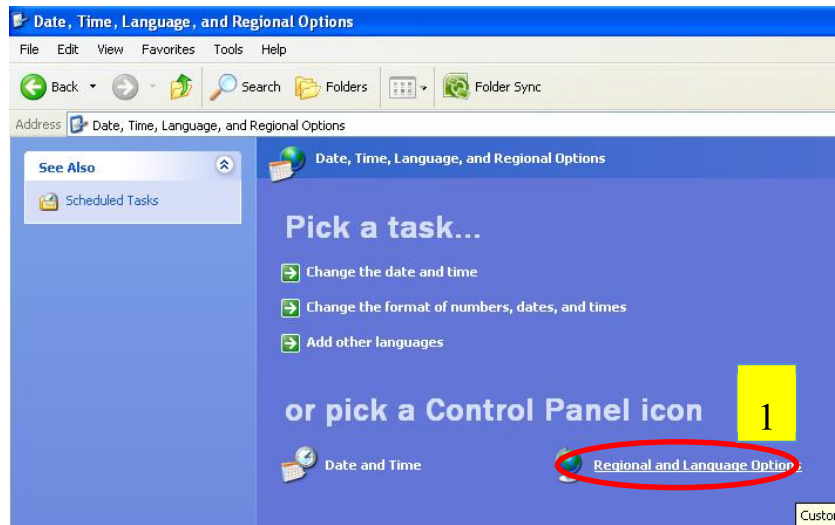 Date, Time, Language, and Regional Options
File Edit View Favorites Tools Help
Back Search Folders Folder Sync
Address Date, Time, Language, and Regional Options
See Also
Scheduled Tasks
Date, Time, Language, and Regional Options
Pick a task...
Change the date and time
Change the format of numbers, dates, and times
Add other languages
or pick a Control Panel icon
1
Date and Time Regional and Language Options
Custo